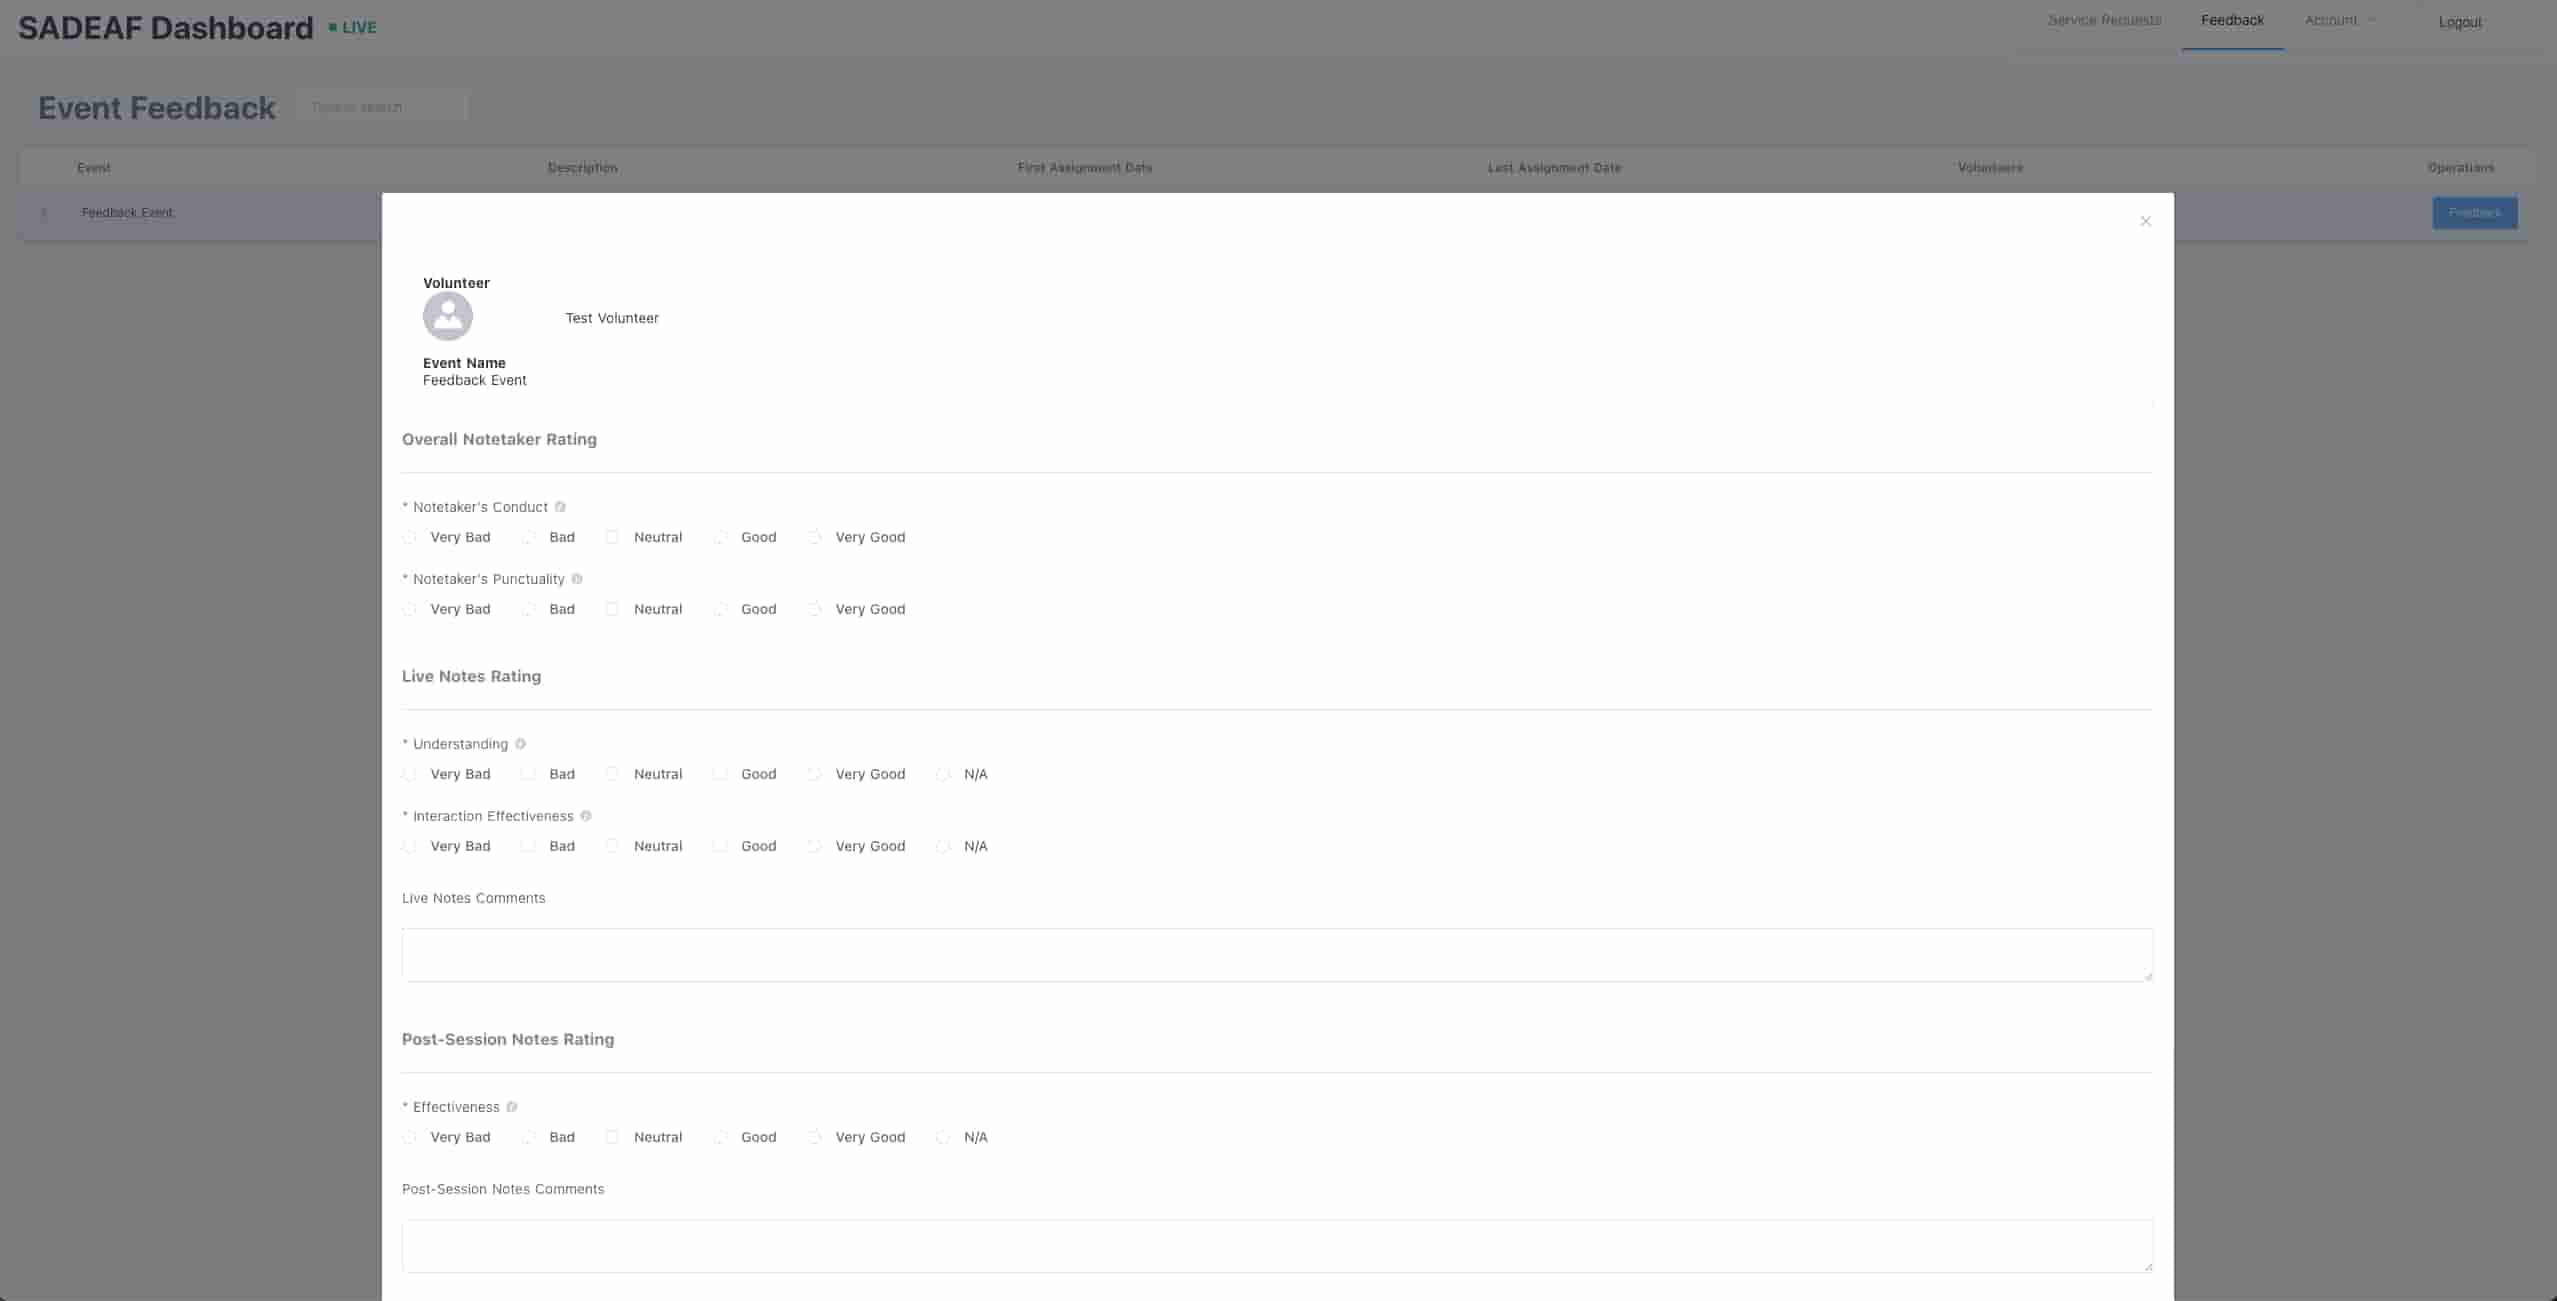 SADEAF Dashboard LIVE
Service Requests Feedback Account Logout
Event Feedback Type to search
Event Description First Assignment Date Last Assignment Date Volunteers Operations
Feedback Event Feedback
Volunteer
Test Volunteer
Event Name
Feedback Event
Overall Notetaker Rating
* Notetaker's Conduct
Very Bad Bad Neutral Good Very Good
* Notetaker's Punctuality
Very Bad Bad Neutral Good Very Good
Live Notes Rating
* Understanding
Very Bad Bad Neutral Good Very Good N/A
* Interaction Effectiveness
Very Bad Bad Neutral Good Very Good N/A
Live Notes Comments
Post-Session Notes Rating
* Effectiveness
Very Bad Bad Neutral Good Very Good N/A
Post-Session Notes Comments